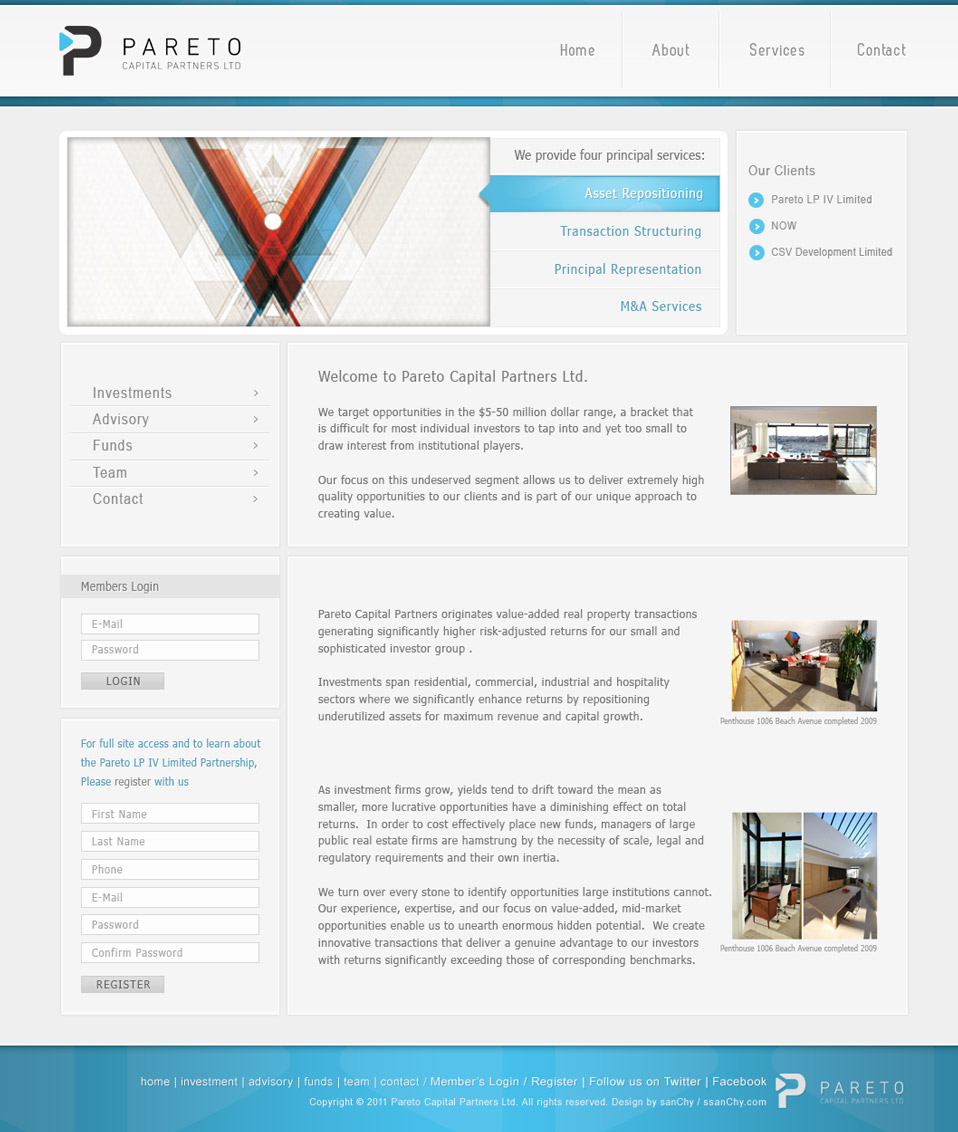 PARETO
CAPITAL PARTNERS LTD
Home
About
Services
Contact
We provide four principal services:
Asset Repositioning
Transaction Structuring
Principal Representation
M&A Services
Our Clients
Pareto LP IV Limited
NOW
CSV Development Limited
Investments
Advisory
Funds
Team
Contact
Welcome to Pareto Capital Partners Ltd.
We target opportunities in the $5-50 million dollar range, a bracket that
is difficult for most individual investors to tap into and yet too small to
draw interest from institutional players.
Our focus on this undeserved segment allows us to deliver extremely high
quality opportunities to our clients and is part of our unique approach to
creating value.
Members Login
E-Mail
Password
LOGIN
For full site access and to learn about
the Pareto LP IV Limited Partnership,
Please register with us
First Name
Last Name
Phone
E-Mail
Password
Confirm Password
REGISTER
Pareto Capital Partners originates value-added real property transactions
generating significantly higher risk-adjusted returns for our small and
sophisticated investor group .
Investments span residential, commercial, industrial and hospitality
sectors where we significantly enhance returns by repositioning
underutilized assets for maximum revenue and capital growth.
Penthouse 1006 Beach Avenue completed 2009
As investment firms grow, yields tend to drift toward the mean as
smaller, more lucrative opportunities have a diminishing effect on total
returns.  In order to cost effectively place new funds, managers of large
public real estate firms are hamstrung by the necessity of scale, legal and
regulatory requirements and their own inertia.
We turn over every stone to identify opportunities large institutions cannot.
Our experience, expertise, and our focus on value-added, mid-market
opportunities enable us to unearth enormous hidden potential.  We create
innovative transactions that deliver a genuine advantage to our investors
with returns significantly exceeding those of corresponding benchmarks.
Penthouse 1006 Beach Avenue completed 2009
home | investment | advisory | funds | team | contact / Member's Login / Register | Follow us on Twitter | Facebook
Copyright © 2011 Pareto Capital Partners Ltd. All rights reserved. Design by sanChy / ssanChy.com
PARETO
CAPITAL PARTNERS LTD